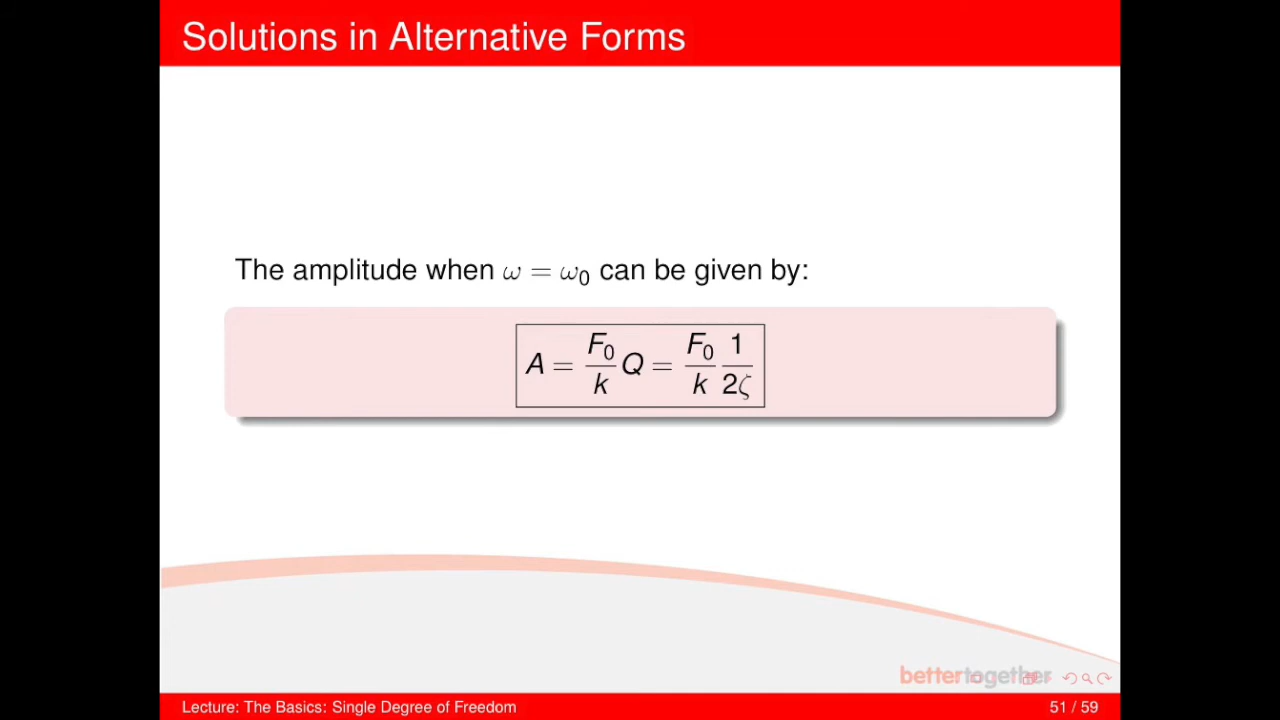 Solutions in Alternative Forms
The amplitude when ω = ω₀ can be given by:
A = F₀/k Q = F₀/k 1/2ζ
bettertogether
Lecture: The Basics: Single Degree of Freedom 51 / 59